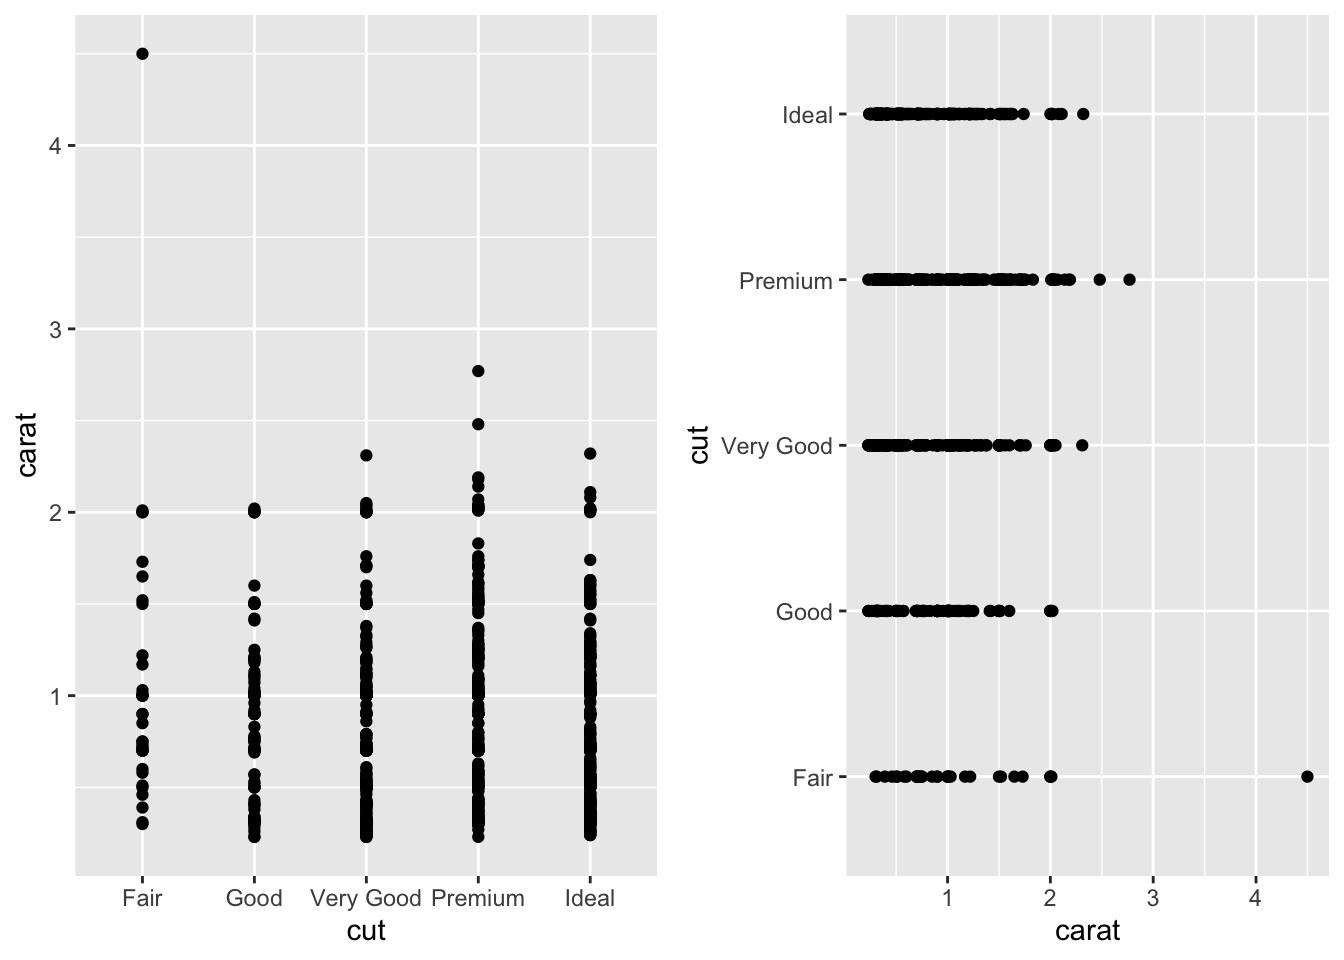 4
3
2
1
carat
Fair Good Very Good Premium Ideal
cut
Ideal
Premium
Very Good
Good
Fair
cut
1 2 3 4
carat